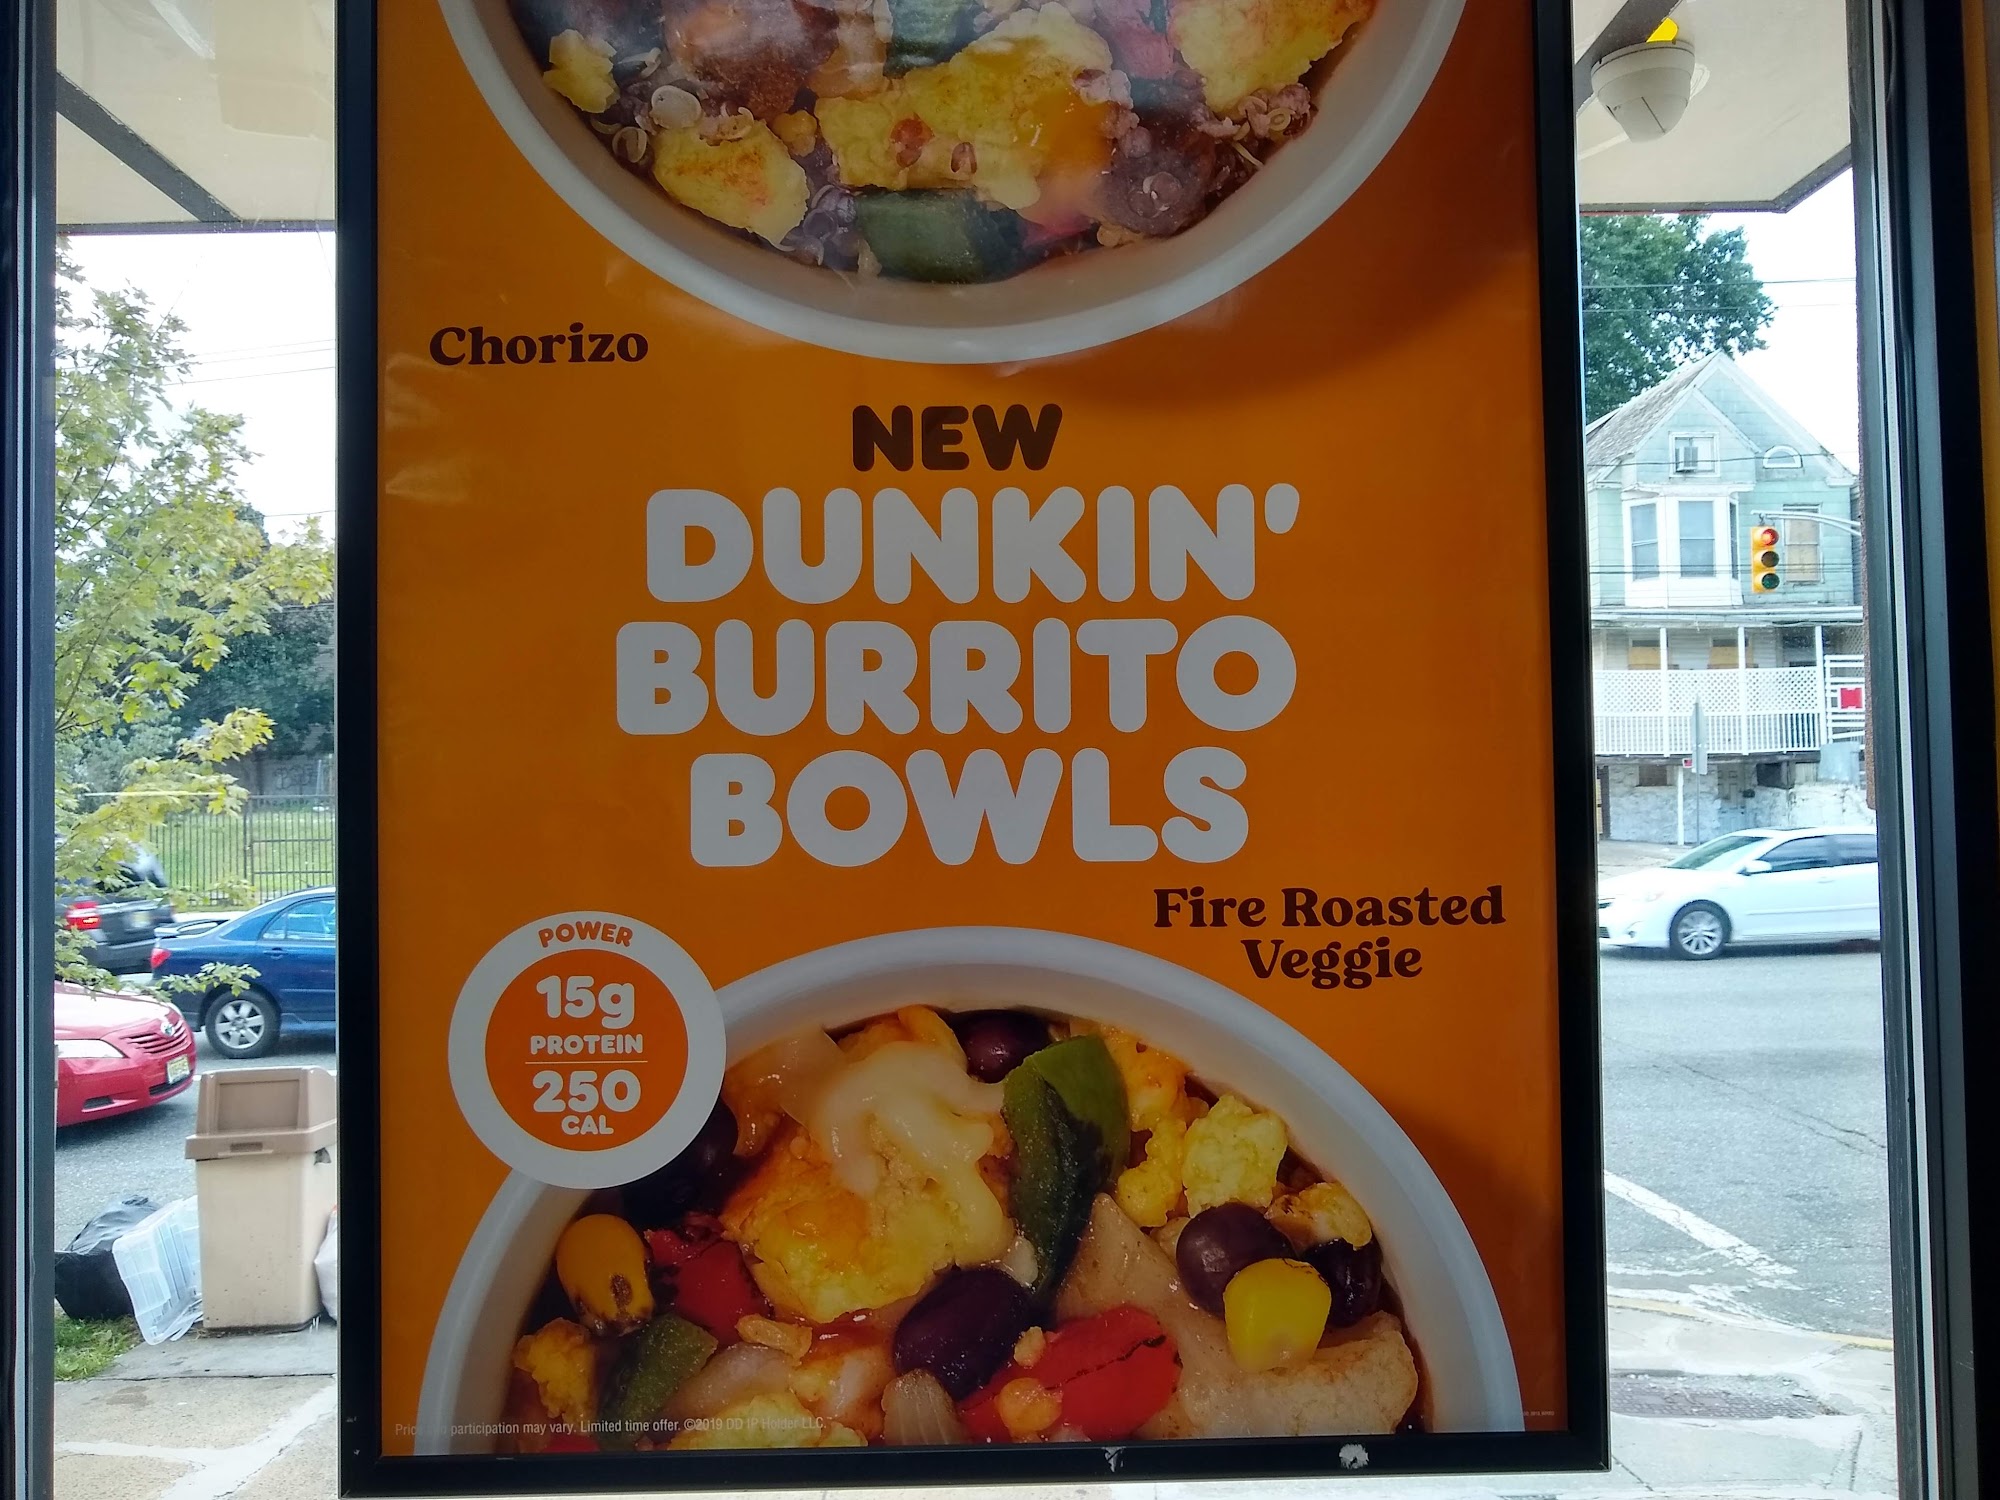 Chorizo
NEW
DUNKIN'
BURRITO
BOWLS
Fire Roasted
Veggie
POWER
15g
PROTEIN
250
CAL
participation may vary. Limited time offer. ©2019 DD IP Holder LLC.